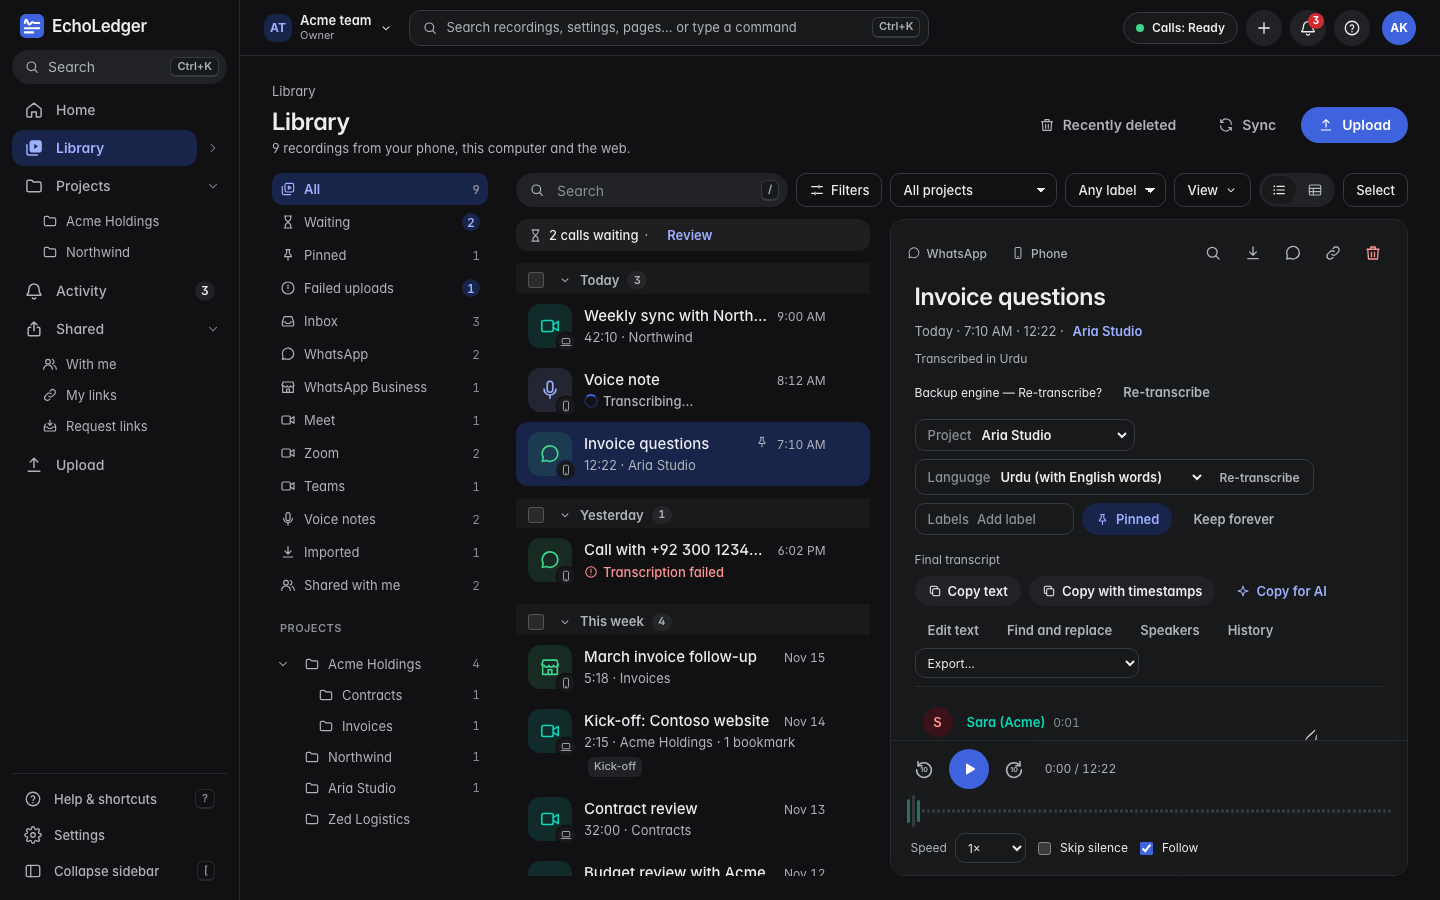 EchoLedger
Search Ctrl+K
Home
Library
Projects
Acme Holdings
Northwind
Activity 3
Shared
With me
My links
Request links
Upload
Help & shortcuts ?
Settings
Collapse sidebar [
AT Acme team
Owner
Search recordings, settings, pages... or type a command Ctrl+K
Calls: Ready
3
AK
Library
Library
9 recordings from your phone, this computer and the web.
Recently deleted
Sync
Upload
All 9
Waiting 2
Pinned 1
Failed uploads 1
Inbox 3
WhatsApp 2
WhatsApp Business 1
Meet 1
Zoom 2
Teams 1
Voice notes 2
Imported 1
Shared with me 2
PROJECTS
Acme Holdings 4
Contracts 1
Invoices 1
Northwind 1
Aria Studio 1
Zed Logistics
Search /
Filters
All projects
Any label
View
Select
2 calls waiting · Review
Today 3
Weekly sync with North... 9:00 AM
42:10 · Northwind
Voice note 8:12 AM
Transcribing...
Invoice questions 7:10 AM
12:22 · Aria Studio
Yesterday 1
Call with +92 300 1234... 6:02 PM
Transcription failed
This week 4
March invoice follow-up Nov 15
5:18 · Invoices
Kick-off: Contoso website Nov 14
2:15 · Acme Holdings · 1 bookmark
Kick-off
Contract review Nov 13
32:00 · Contracts
Budget review with Acme Nov 12
WhatsApp Phone
Invoice questions
Today · 7:10 AM · 12:22 · Aria Studio
Transcribed in Urdu
Backup engine — Re-transcribe? Re-transcribe
Project Aria Studio
Language Urdu (with English words) Re-transcribe
Labels Add label Pinned Keep forever
Final transcript
Copy text Copy with timestamps Copy for AI
Edit text Find and replace Speakers History
Export...
S Sara (Acme) 0:01
10 10 0:00 / 12:22
Speed 1× Skip silence Follow